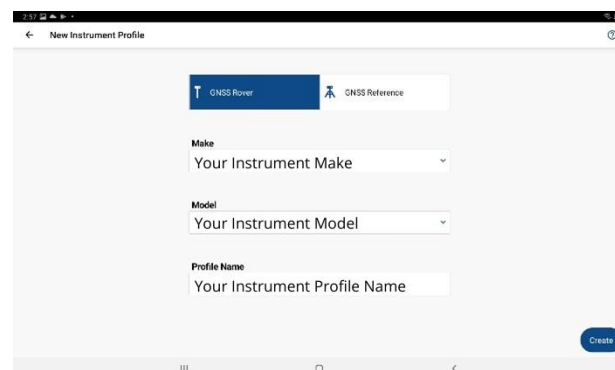 2:57
New Instrument Profile
GNSS Rover
GNSS Reference
Make
Your Instrument Make
Model
Your Instrument Model
Profile Name
Your Instrument Profile Name
Create